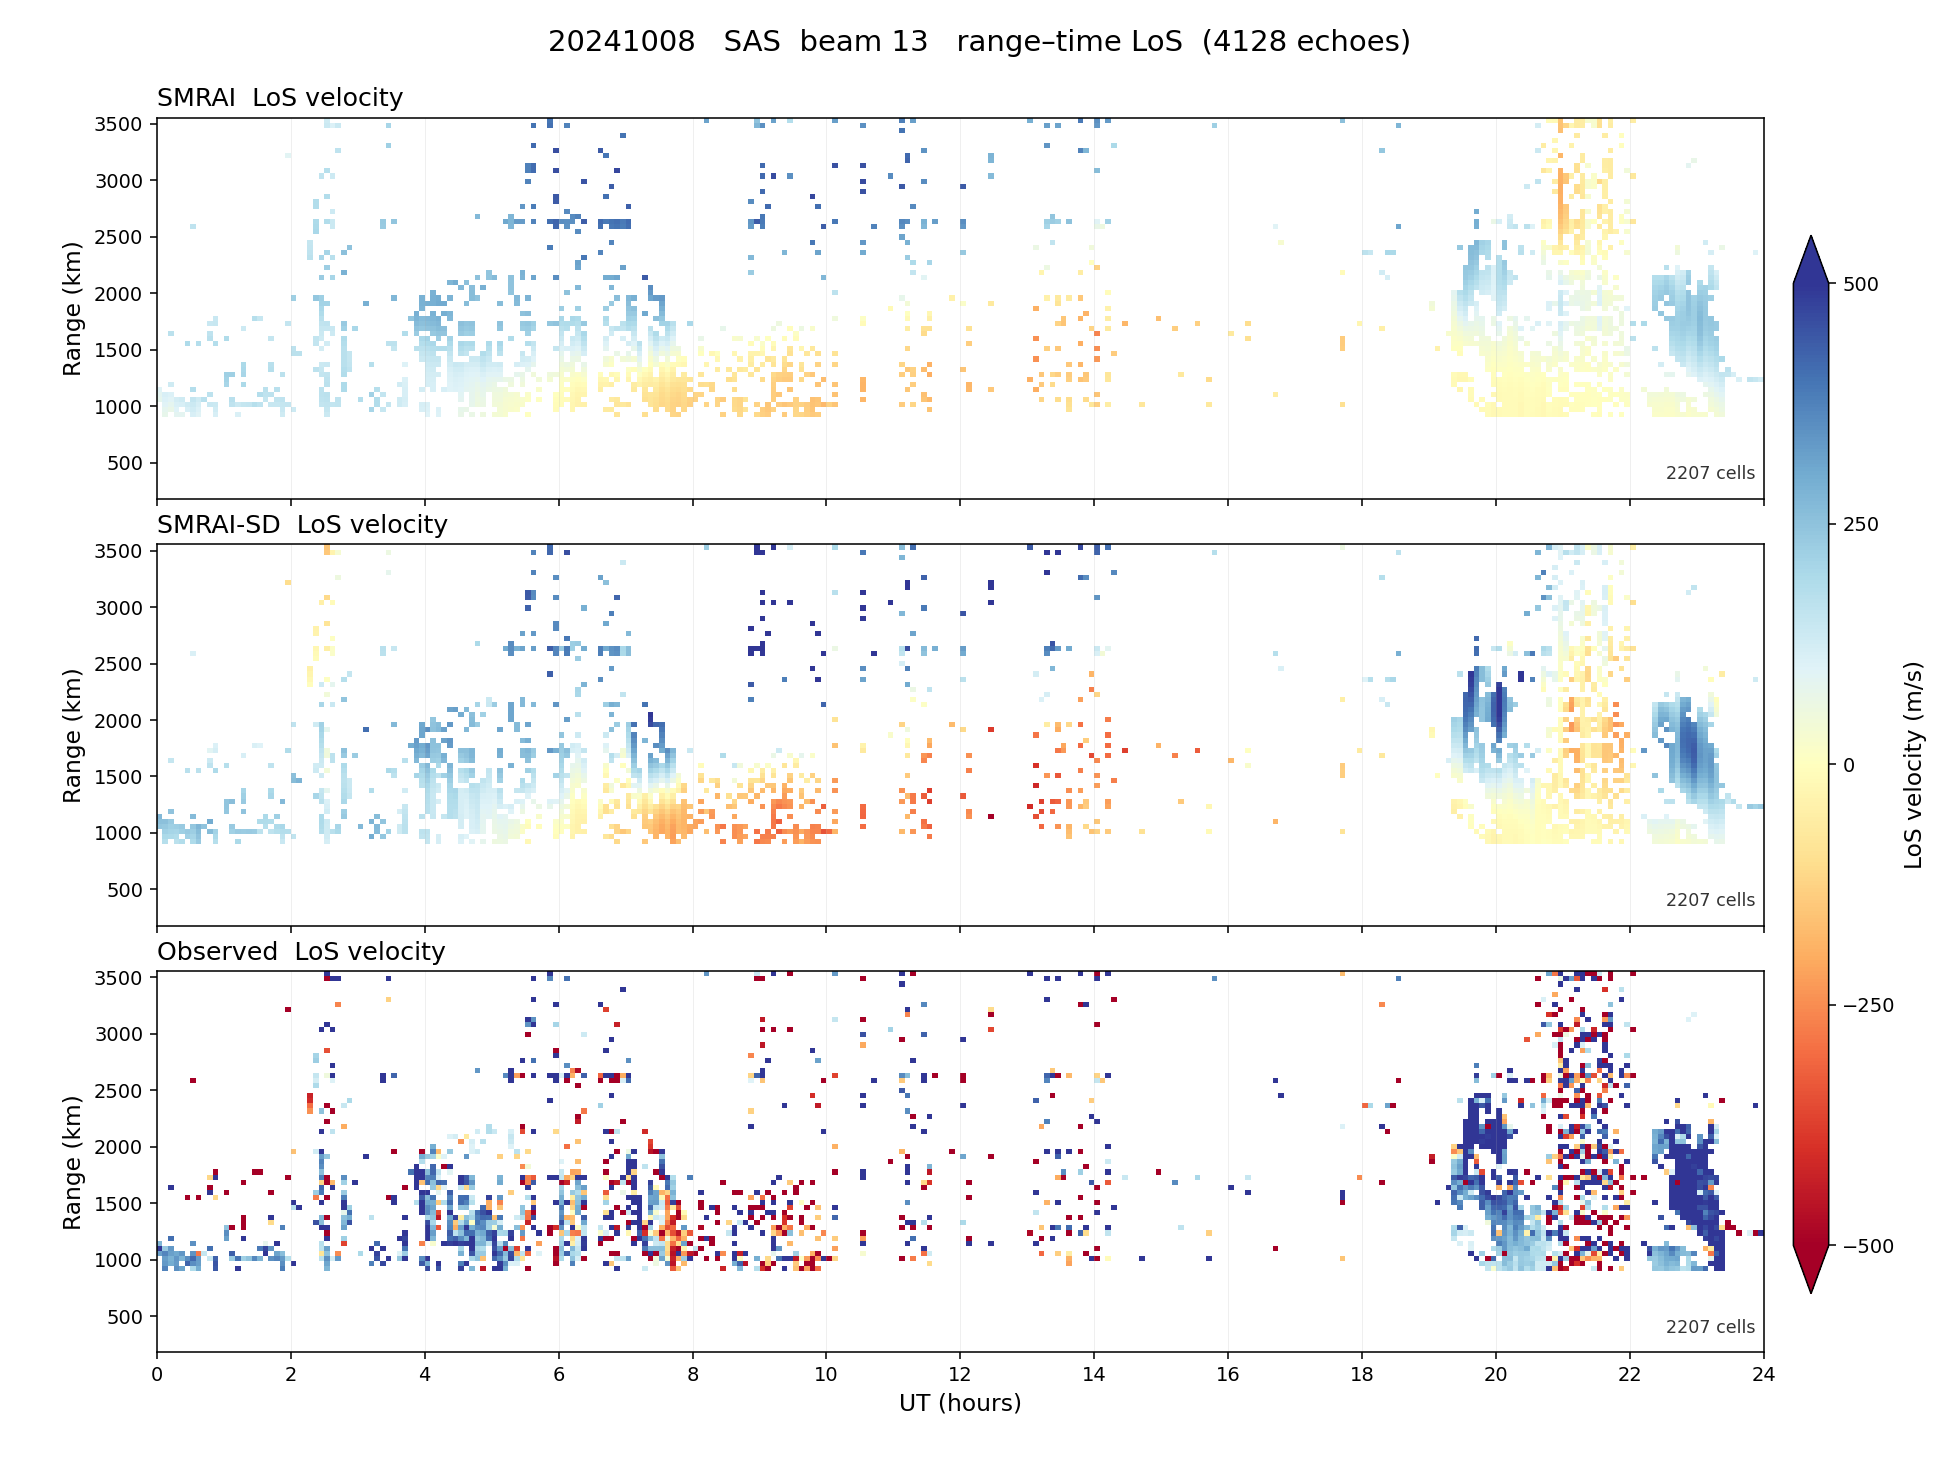 20241008   SAS  beam 13   range–time LoS  (4128 echoes)
SMRAI  LoS velocity
3500
3000
2500
2000
1500
1000
500
Range (km)
2207 cells
SMRAI-SD  LoS velocity
3500
3000
2500
2000
1500
1000
500
Range (km)
2207 cells
Observed  LoS velocity
3500
3000
2500
2000
1500
1000
500
Range (km)
2207 cells
0 2 4 6 8 10 12 14 16 18 20 22 24
UT (hours)
500
250
0
−250
−500
LoS velocity (m/s)